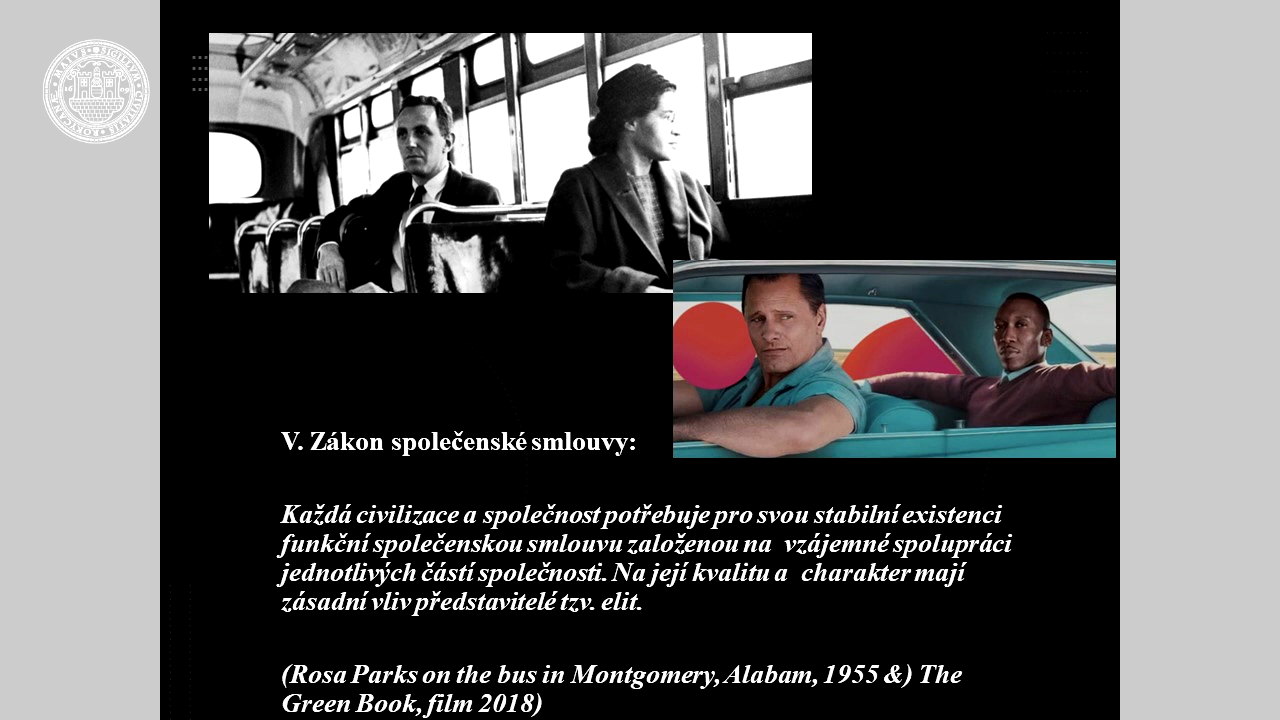 V. Zákon společenské smlouvy:
Každá civilizace a společnost potřebuje pro svou stabilní existenci
funkční společenskou smlouvu založenou na vzájemné spolupráci
jednotlivých částí společnosti. Na její kvalitu a charakter mají
zásadní vliv představitelé tzv. elit.
(Rosa Parks on the bus in Montgomery, Alabam, 1955 &) The
Green Book, film 2018)